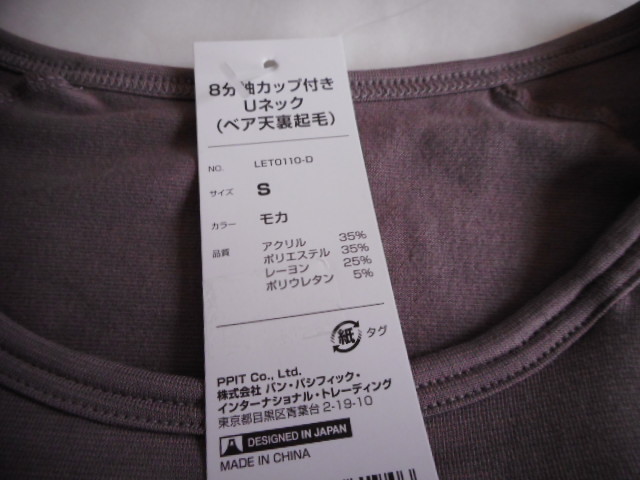 8分袖カップ付き
Uネック
(ベア天裏起毛)
NO. LET0110-D
サイズ S
カラー モカ
品質 アクリル 35%
ポリエステル 35%
レーヨン 25%
ポリウレタン 5%
紙 タグ
PPIT Co., Ltd.
株式会社 パン・パシフィック・
インターナショナル・トレーディング
東京都目黒区青葉台 2-19-10
DESIGNED IN JAPAN
MADE IN CHINA